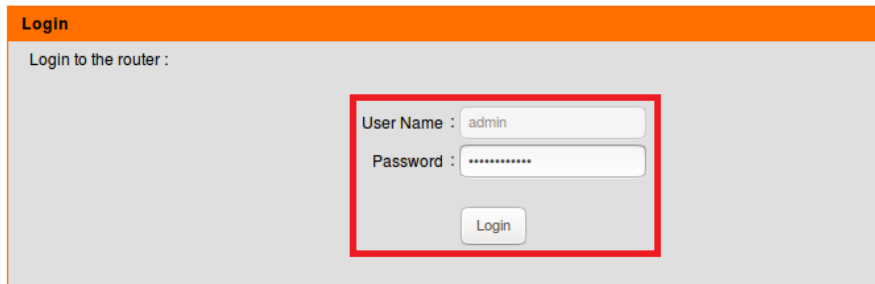 Login
Login to the router :
User Name : admin
Password : ••••••••••••
Login